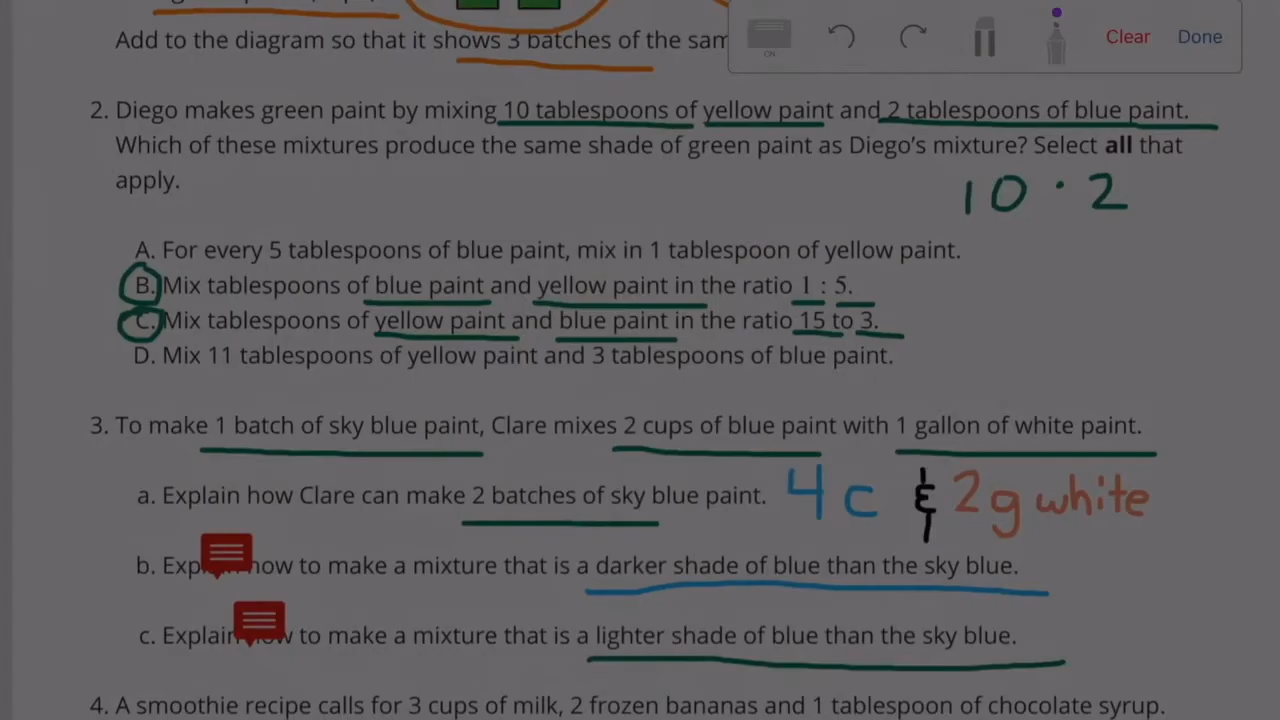 Add to the diagram so that it shows 3 batches of the sam
ON
Clear
Done
2. Diego makes green paint by mixing 10 tablespoons of yellow paint and 2 tablespoons of blue paint.
Which of these mixtures produce the same shade of green paint as Diego's mixture? Select all that
apply.
10 · 2
A. For every 5 tablespoons of blue paint, mix in 1 tablespoon of yellow paint.
B. Mix tablespoons of blue paint and yellow paint in the ratio 1 : 5.
C. Mix tablespoons of yellow paint and blue paint in the ratio 15 to 3.
D. Mix 11 tablespoons of yellow paint and 3 tablespoons of blue paint.
3. To make 1 batch of sky blue paint, Clare mixes 2 cups of blue paint with 1 gallon of white paint.
a. Explain how Clare can make 2 batches of sky blue paint. 4c & 2g white
b. Explain how to make a mixture that is a darker shade of blue than the sky blue.
c. Explain how to make a mixture that is a lighter shade of blue than the sky blue.
4. A smoothie recipe calls for 3 cups of milk, 2 frozen bananas and 1 tablespoon of chocolate syrup.